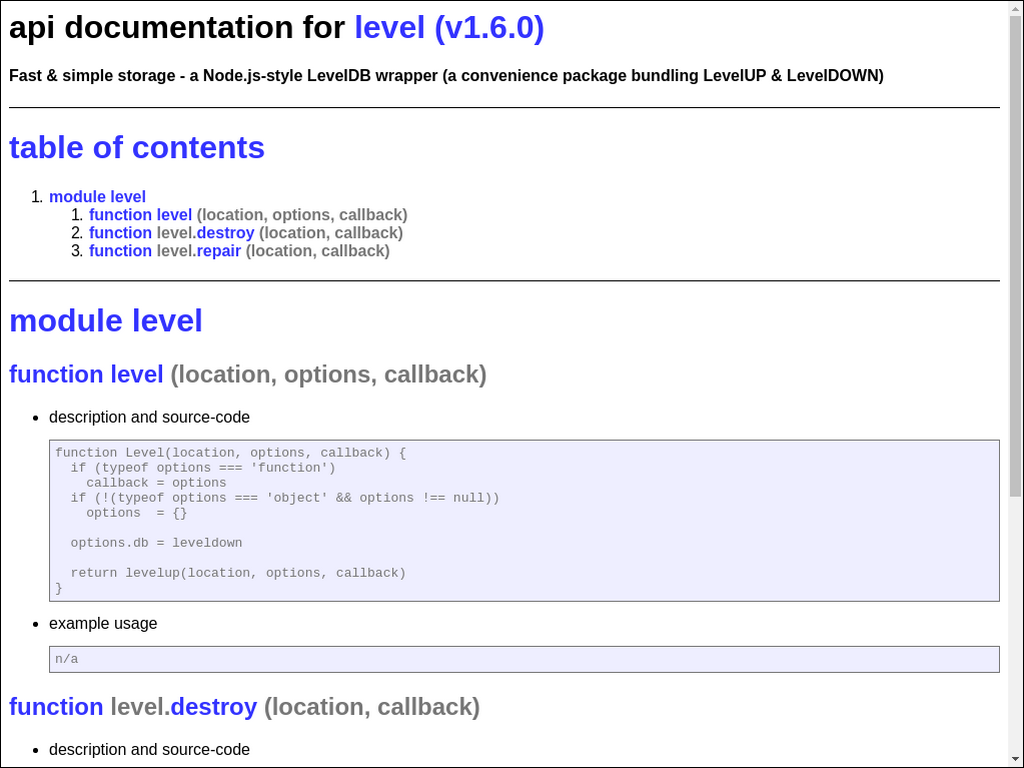 api documentation for level (v1.6.0)
Fast & simple storage - a Node.js-style LevelDB wrapper (a convenience package bundling LevelUP & LevelDOWN)
table of contents
1. module level
1. function level (location, options, callback)
2. function level.destroy (location, callback)
3. function level.repair (location, callback)
module level
function level (location, options, callback)
• description and source-code
function Level(location, options, callback) {
  if (typeof options === 'function')
    callback = options
  if (!(typeof options === 'object' && options !== null))
    options  = {}
  options.db = leveldown
  return levelup(location, options, callback)
}
• example usage
n/a
function level.destroy (location, callback)
• description and source-code